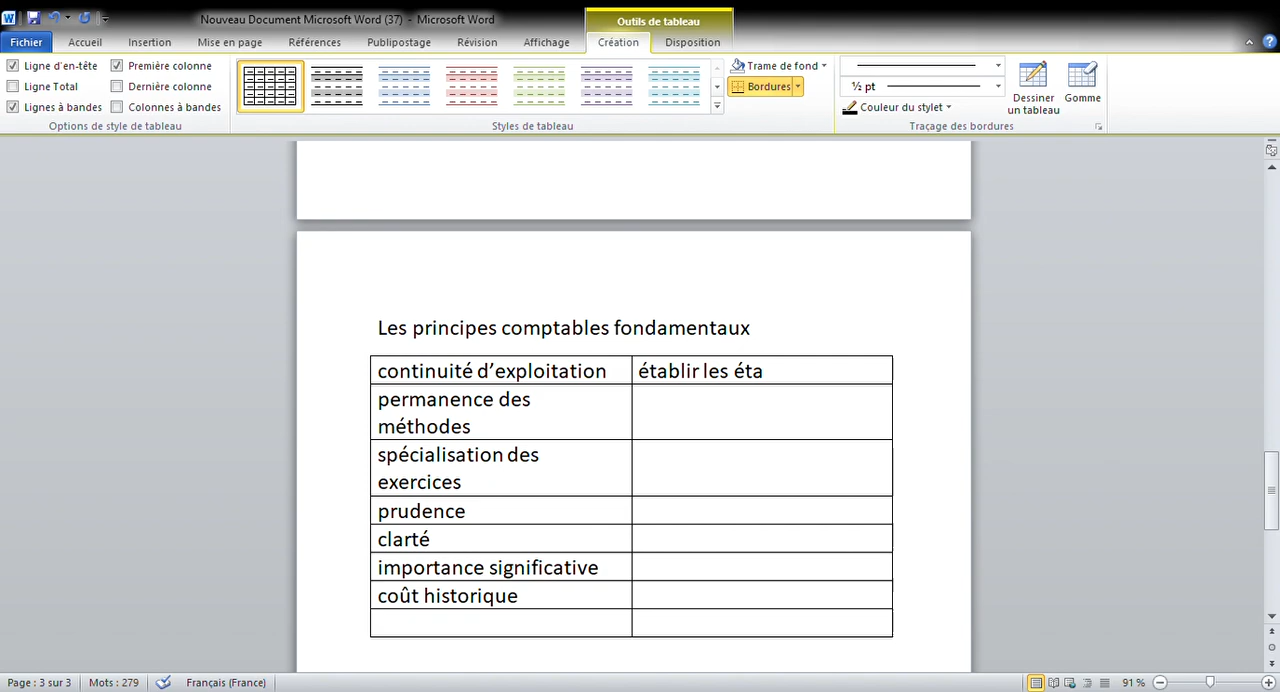 Nouveau Document Microsoft Word (37) - Microsoft Word
Outils de tableau
Fichier Accueil Insertion Mise en page Références Publipostage Révision Affichage Création Disposition
Ligne d'en-tête Première colonne
Ligne Total Dernière colonne
Lignes à bandes Colonnes à bandes
Options de style de tableau
Styles de tableau
Trame de fond
Bordures
½ pt
Couleur du stylet
Dessiner un tableau
Gomme
Traçage des bordures
Les principes comptables fondamentaux
continuité d'exploitation établir les éta
permanence des
méthodes
spécialisation des
exercices
prudence
clarté
importance significative
coût historique
Page : 3 sur 3 Mots : 279 Français (France) 91 %